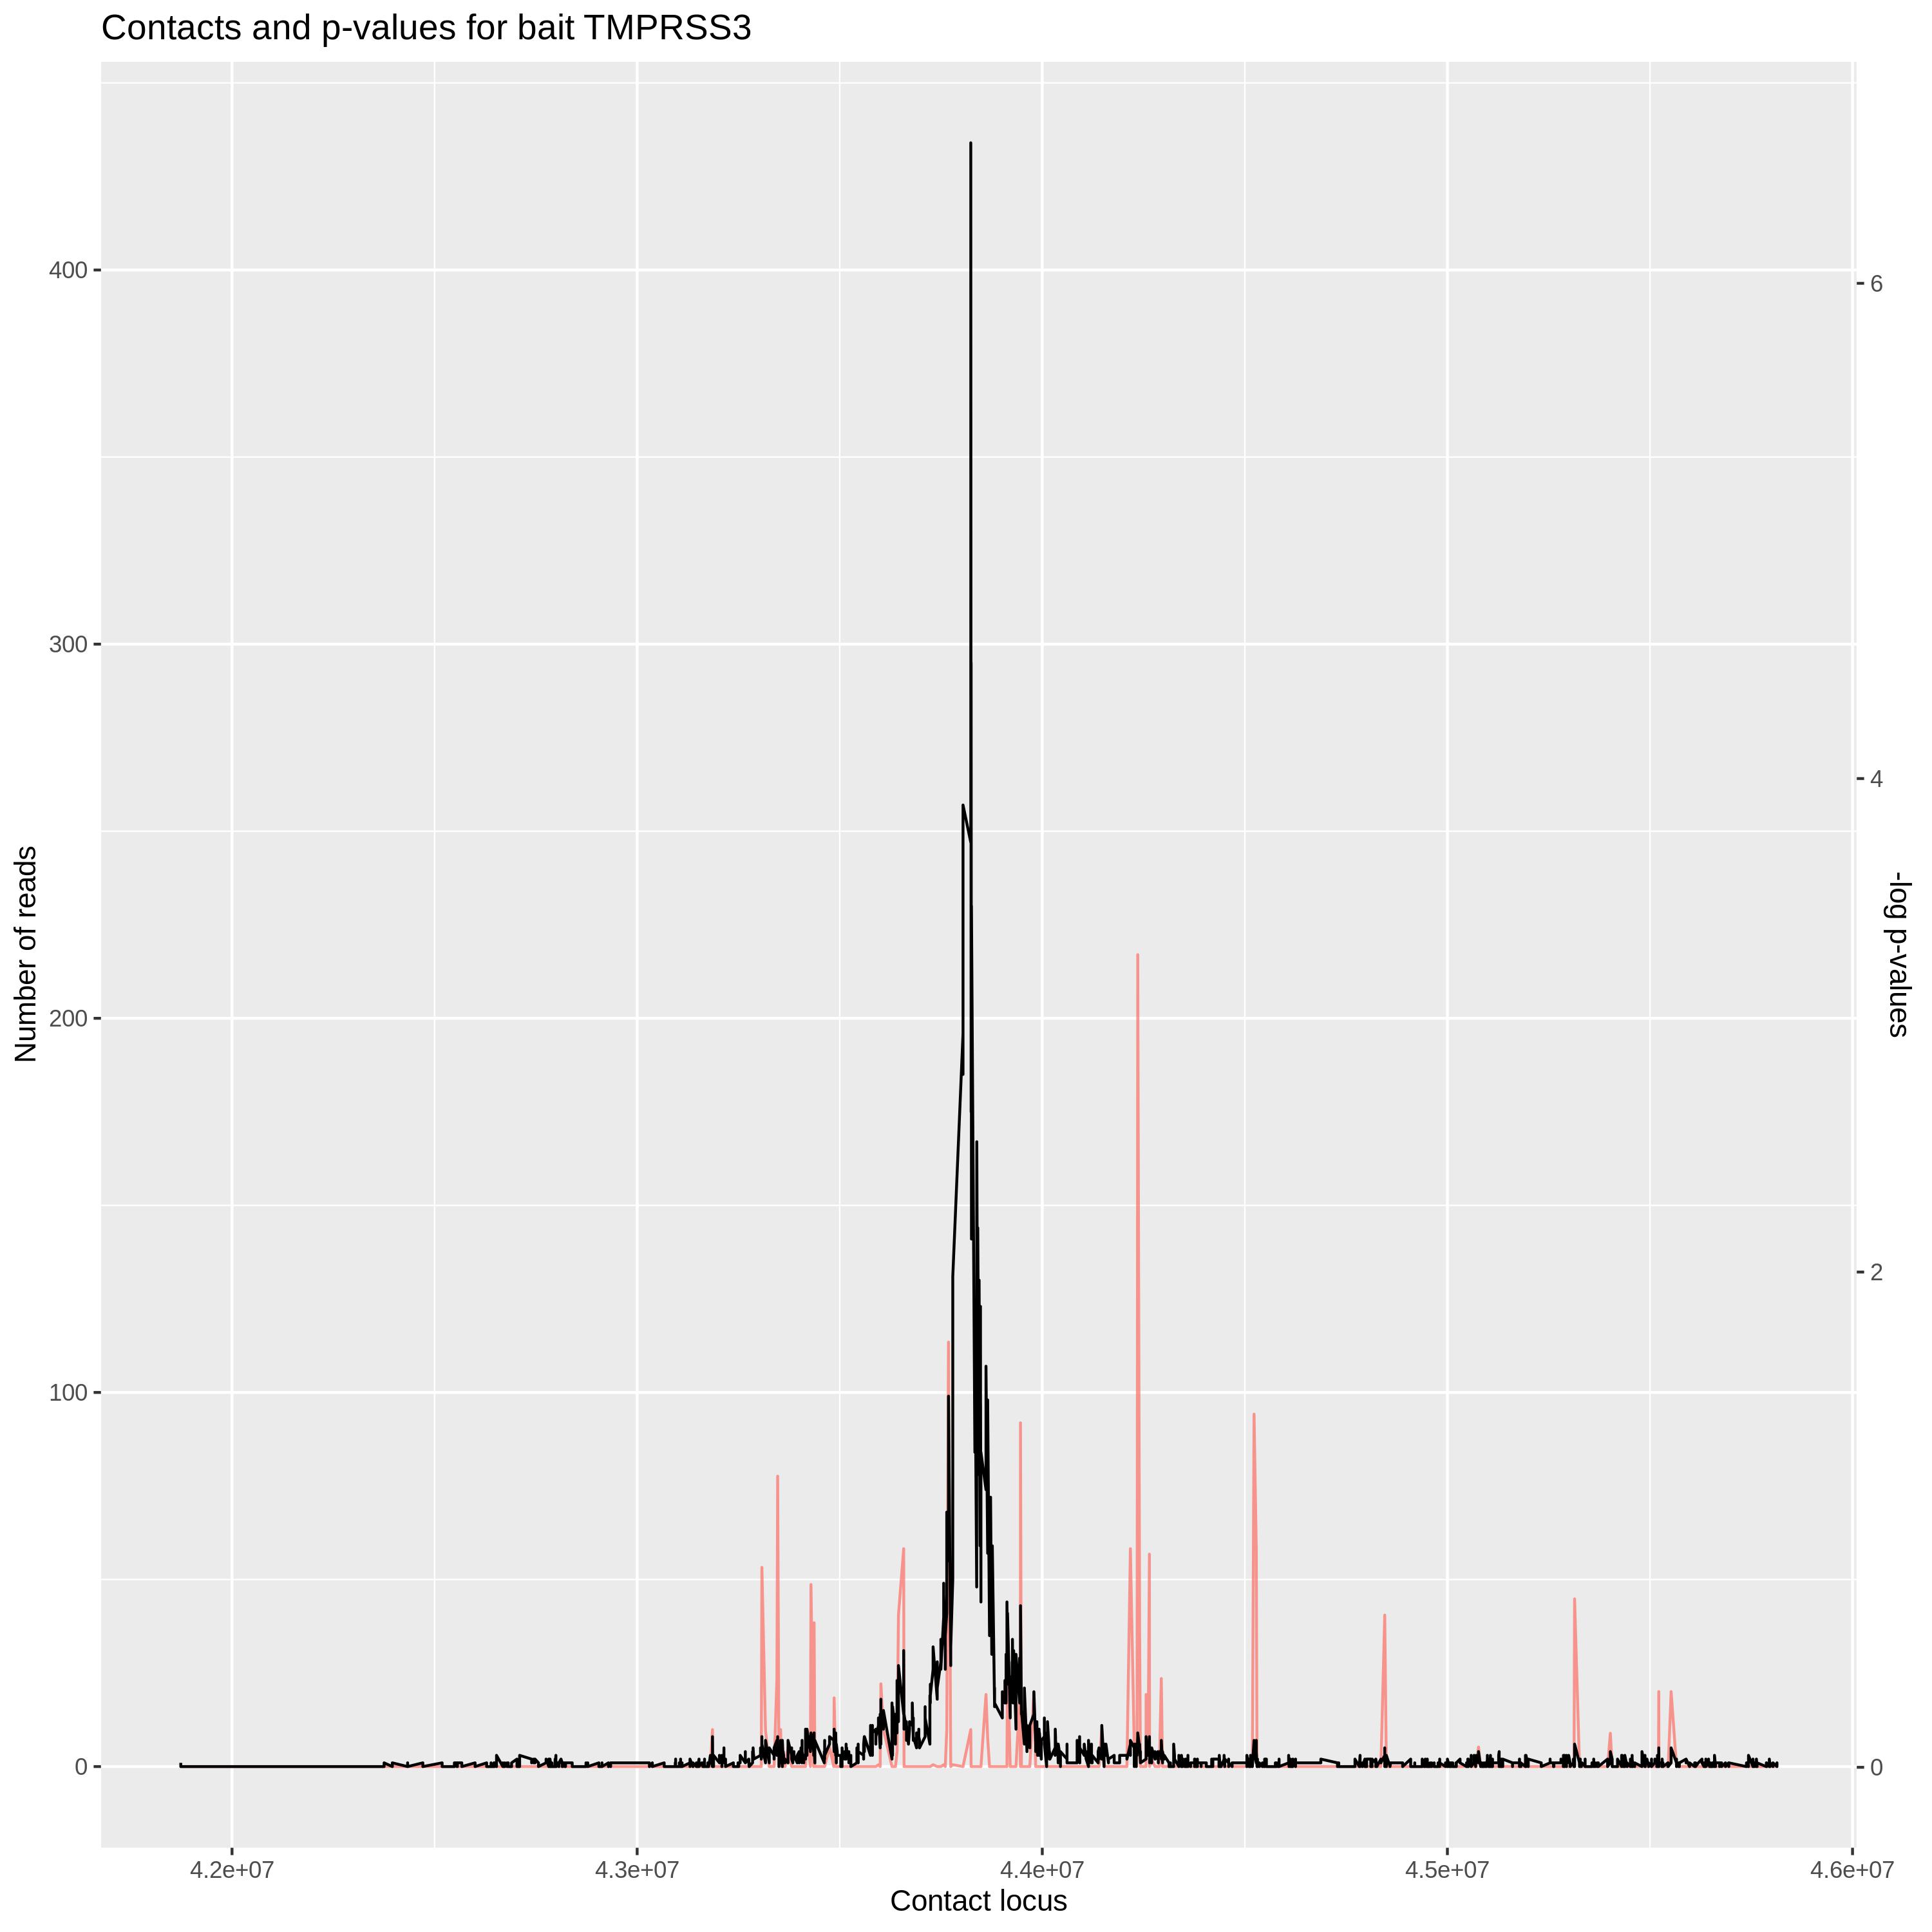 Contacts and p-values for bait TMPRSS3
Number of reads
400
300
200
100
0
6
4
2
0
-log p-values
4.2e+07
4.3e+07
4.4e+07
4.5e+07
4.6e+07
Contact locus